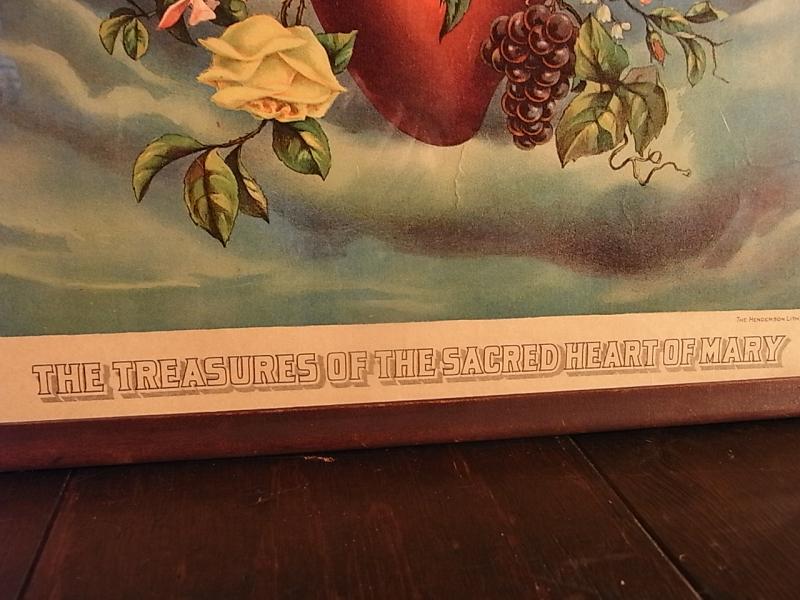 THE HENDERSON LITH
THE TREASURES OF THE SACRED HEART OF MARY